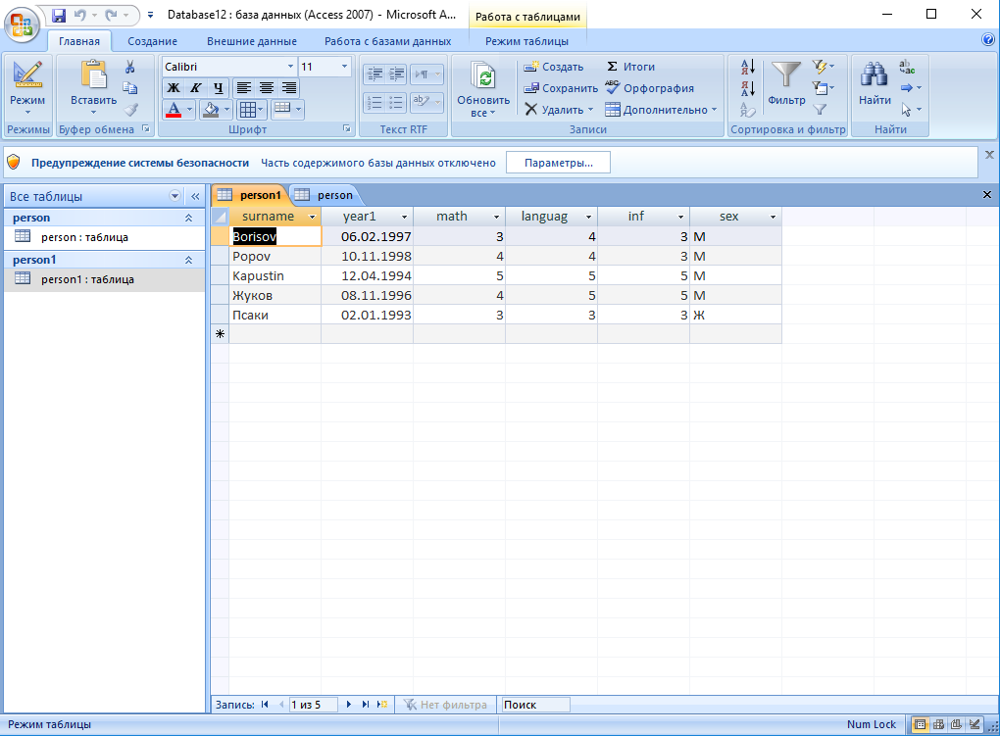 Database12 : база данных (Access 2007) - Microsoft A...
Работа с таблицами
Главная Создание Внешние данные Работа с базами данных Режим таблицы
Режим
Режимы
Вставить
Буфер обмена
Calibri 11
Ж К Ч
А
Шрифт
Текст RTF
Обновить все
Создать
Сохранить
Удалить
Σ Итоги
ABC Орфография
Дополнительно
Записи
А Я
Я А
А Я
Фильтр
Сортировка и фильтр
Найти
ab ac
Найти
Предупреждение системы безопасности Часть содержимого базы данных отключено Параметры...
Все таблицы
person
person : таблица
person1
person1 : таблица
person1 person
surname year1 math languag inf sex
Borisov 06.02.1997 3 4 3 М
Popov 10.11.1998 4 4 3 М
Kapustin 12.04.1994 5 5 5 М
Жуков 08.11.1996 4 5 5 М
Псаки 02.01.1993 3 3 3 Ж
*
Запись: 1 из 5 Нет фильтра Поиск
Режим таблицы Num Lock